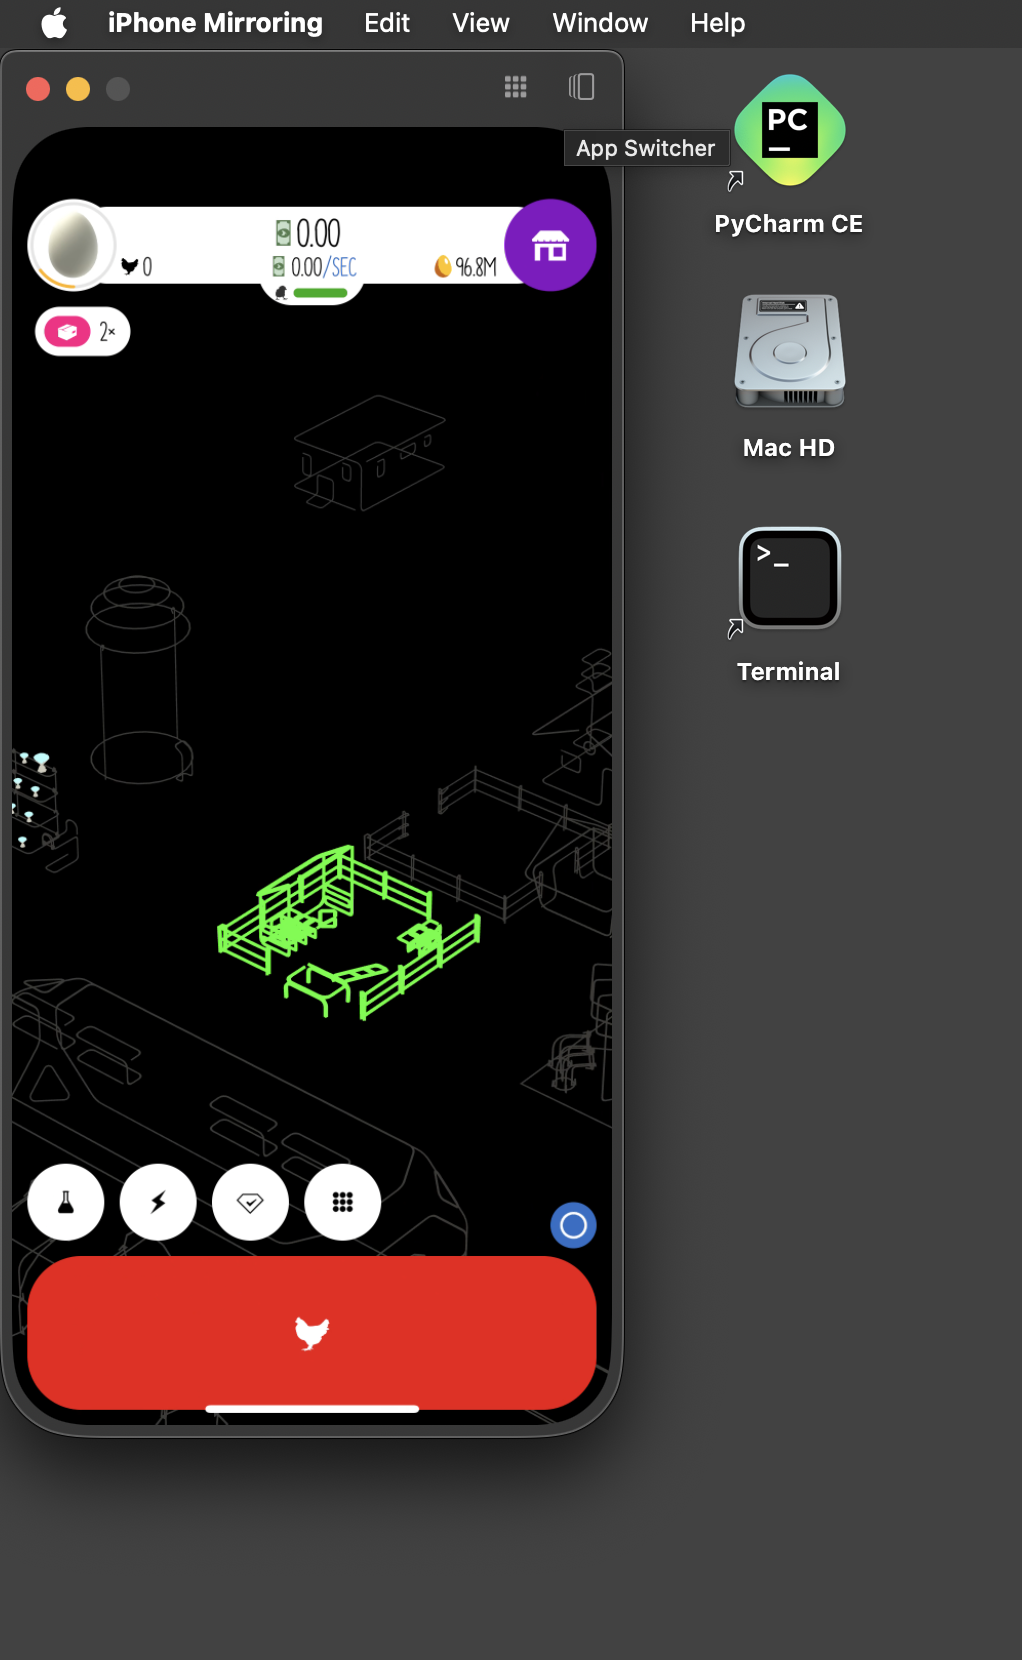 iPhone Mirroring Edit View Window Help
App Switcher
PC
PyCharm CE
0.00
0
0.00/SEC
96.8M
2×
Mac HD
>_
Terminal